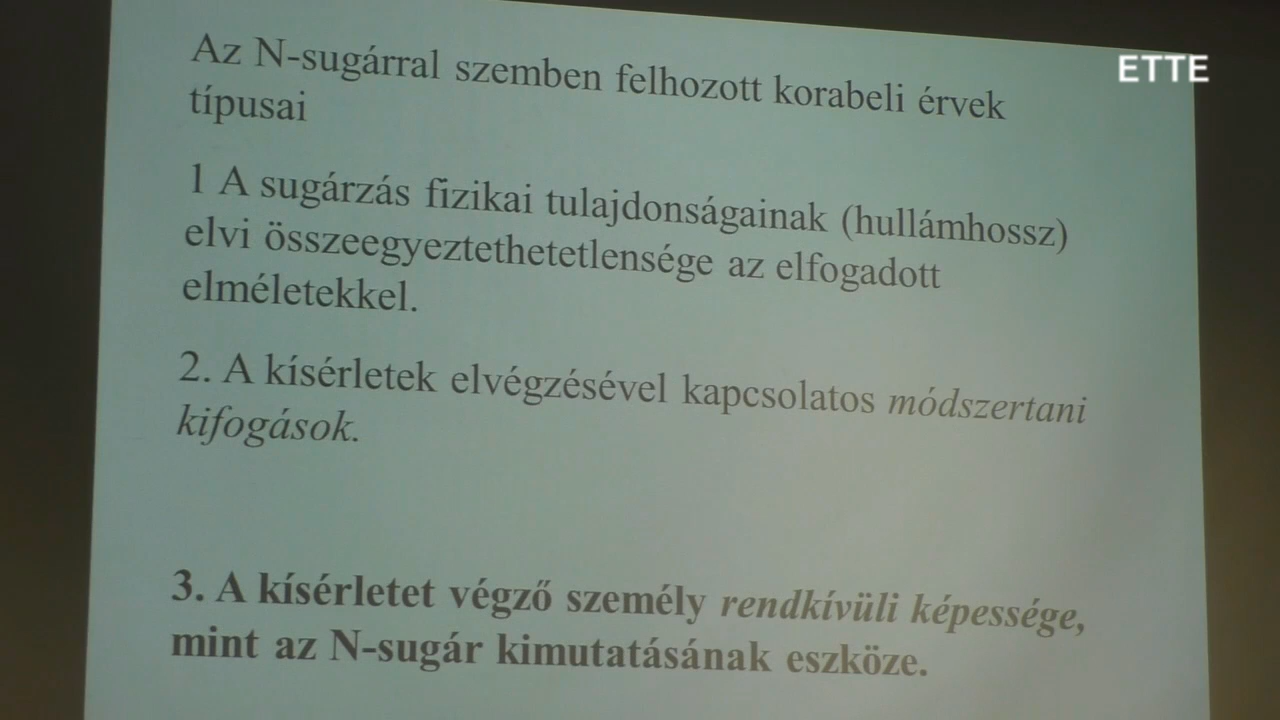 ETTE
Az N-sugárral szemben felhozott korabeli érvek
típusai
1 A sugárzás fizikai tulajdonságainak (hullámhossz)
elvi összeegyeztethetetlensége az elfogadott
elméletekkel.
2. A kísérletek elvégzésével kapcsolatos módszertani
kifogások.
3. A kísérletet végző személy rendkívüli képessége,
mint az N-sugár kimutatásának eszköze.